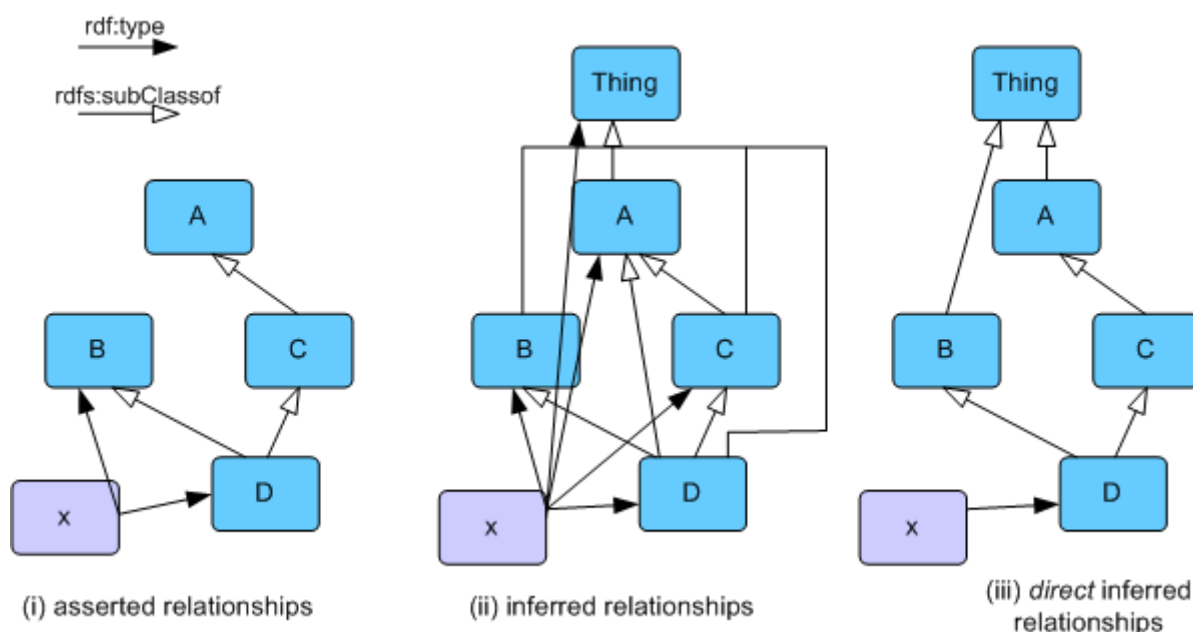 rdf:type
rdfs:subClassof
A
B
C
D
x
(i) asserted relationships
Thing
A
B
C
D
x
(ii) inferred relationships
Thing
A
B
C
D
x
(iii) direct inferred
relationships